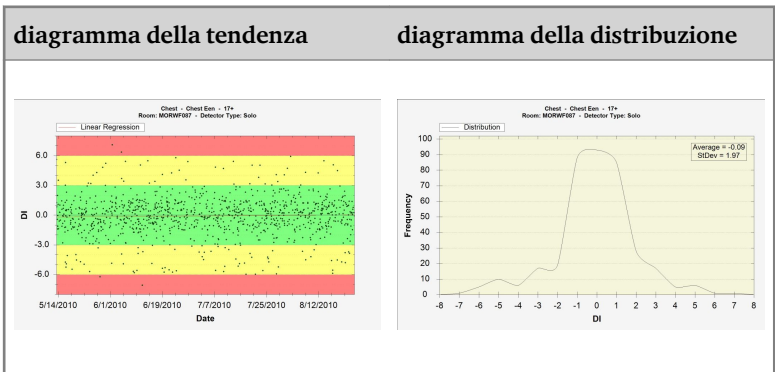 diagramma della tendenza
diagramma della distribuzione
Chest - Chest Een - 17+
Room: MORWF087 - Detector Type: Solo
Linear Regression
6.0
3.0
0.0
-3.0
-6.0
DI
5/14/2010 6/1/2010 6/19/2010 7/7/2010 7/25/2010 8/12/2010
Date
Chest - Chest Een - 17+
Room: MORWF087 - Detector Type: Solo
Distribution
Average = -0.09
StDev = 1.97
100
90
80
70
60
50
40
30
20
10
0
Frequency
-8 -7 -6 -5 -4 -3 -2 -1 0 1 2 3 4 5 6 7 8
DI